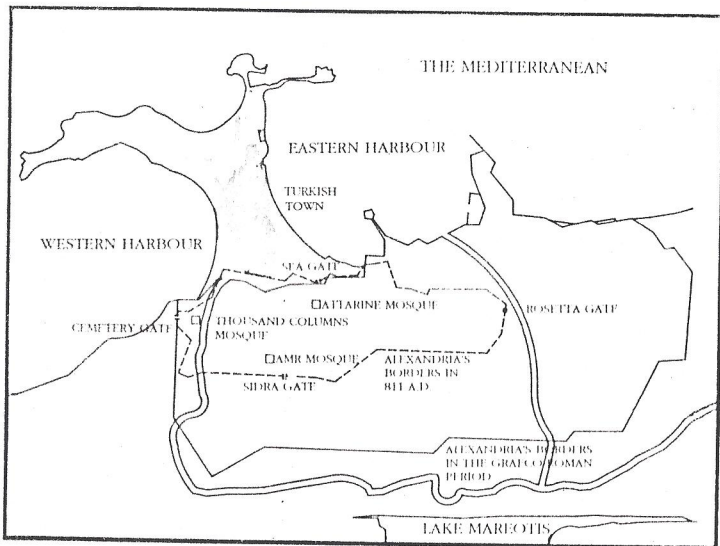 THE MEDITERRANEAN
EASTERN HARBOUR
TURKISH
TOWN
WESTERN HARBOUR
SEA GATE
ATTARINE MOSQUE
ROSETTA GATE
THOUSAND COLUMNS
MOSQUE
CEMETERY GATE
AMR MOSQUE
ALEXANDRIA'S
BORDERS IN
811 A.D.
SIDRA GATE
ALEXANDRIA'S BORDERS
IN THE GRAECO ROMAN
PERIOD
LAKE MAREOTIS